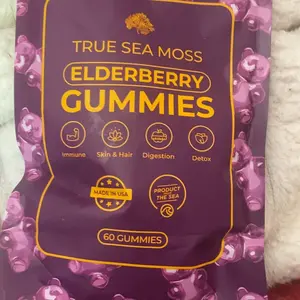 TRUE SEA MOSS
ELDERBERRY
GUMMIES
Immune
Skin & Hair
Digestion
Detox
MADE IN USA
PRODUCT
of
THE SEA
60 GUMMIES